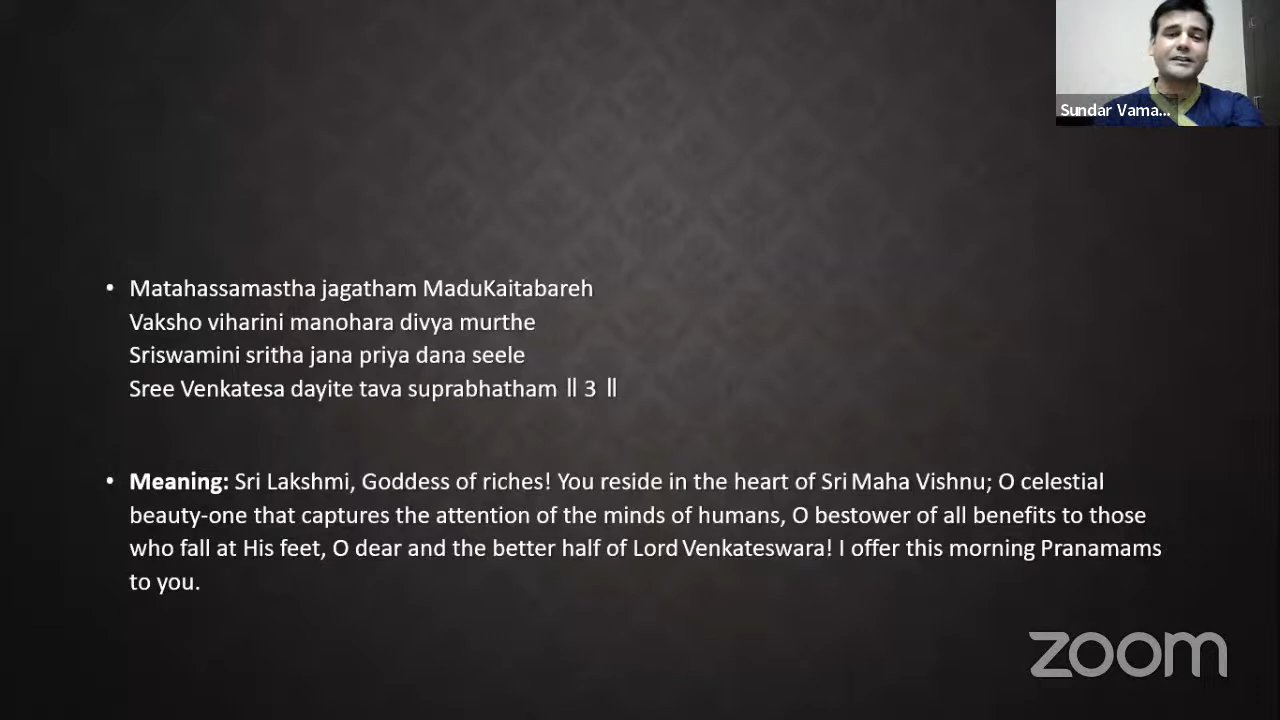 Sundar Vama...
• Matahassamastha jagatham MaduKaitabareh
Vaksho viharini manohara divya murthe
Sriswamini sritha jana priya dana seele
Sree Venkatesa dayite tava suprabhatham ॥ 3 ॥
• Meaning: Sri Lakshmi, Goddess of riches! You reside in the heart of Sri Maha Vishnu; O celestial
beauty-one that captures the attention of the minds of humans, O bestower of all benefits to those
who fall at His feet, O dear and the better half of Lord Venkateswara! I offer this morning Pranamams
to you.
zoom